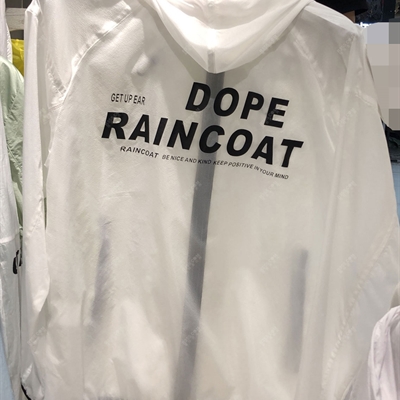 GET UP EAR
DOPE
RAINCOAT
RAINCOAT BE NICE AND KIND KEEP POSITIVE IN YOUR MIND